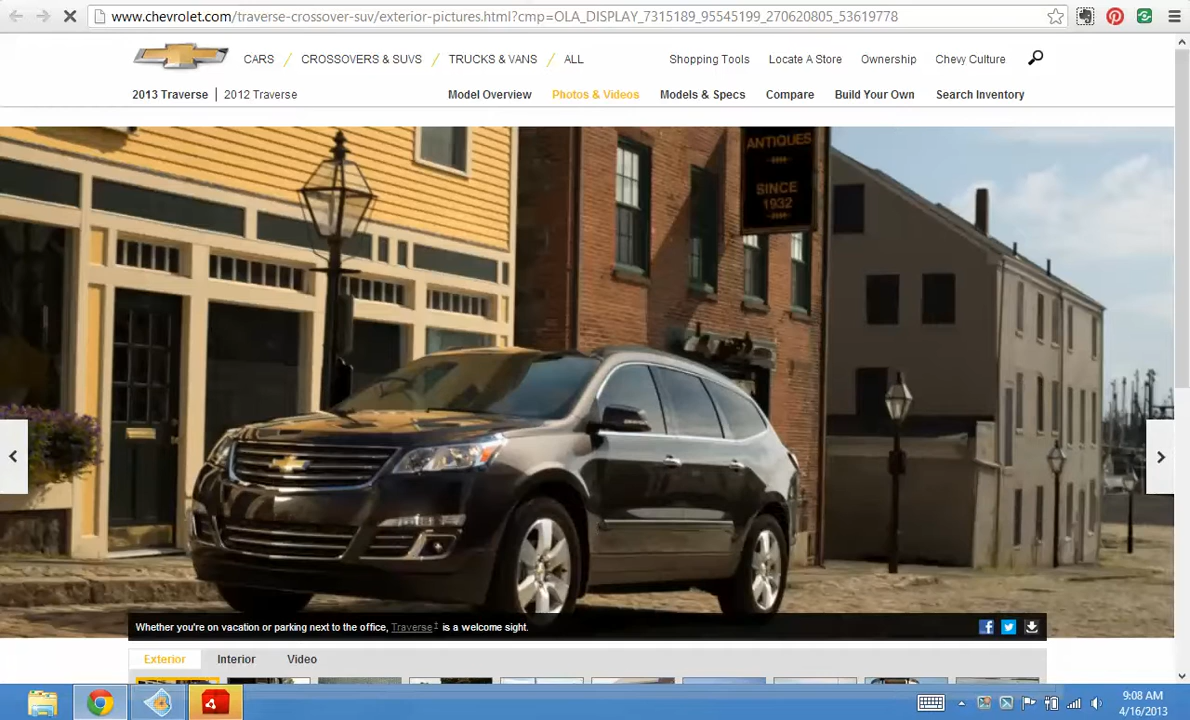 www.chevrolet.com/traverse-crossover-suv/exterior-pictures.html?cmp=OLA_DISPLAY_7315189_95545199_270620805_53619778
CARS / CROSSOVERS & SUVS / TRUCKS & VANS / ALL
Shopping Tools Locate A Store Ownership Chevy Culture
2013 Traverse | 2012 Traverse
Model Overview Photos & Videos Models & Specs Compare Build Your Own Search Inventory
ANTIQUES
SINCE
1932
Whether you're on vacation or parking next to the office, Traverse‡ is a welcome sight.
Exterior Interior Video
9:08 AM
4/16/2013